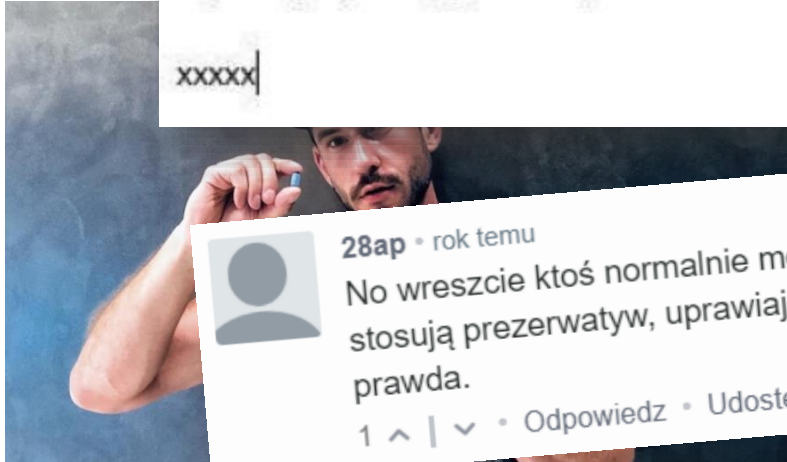 xxxxx
28ap • rok temu
No wreszcie ktoś normalnie
stosują prezerwatyw,
prawda.
1 Odpowiedz •